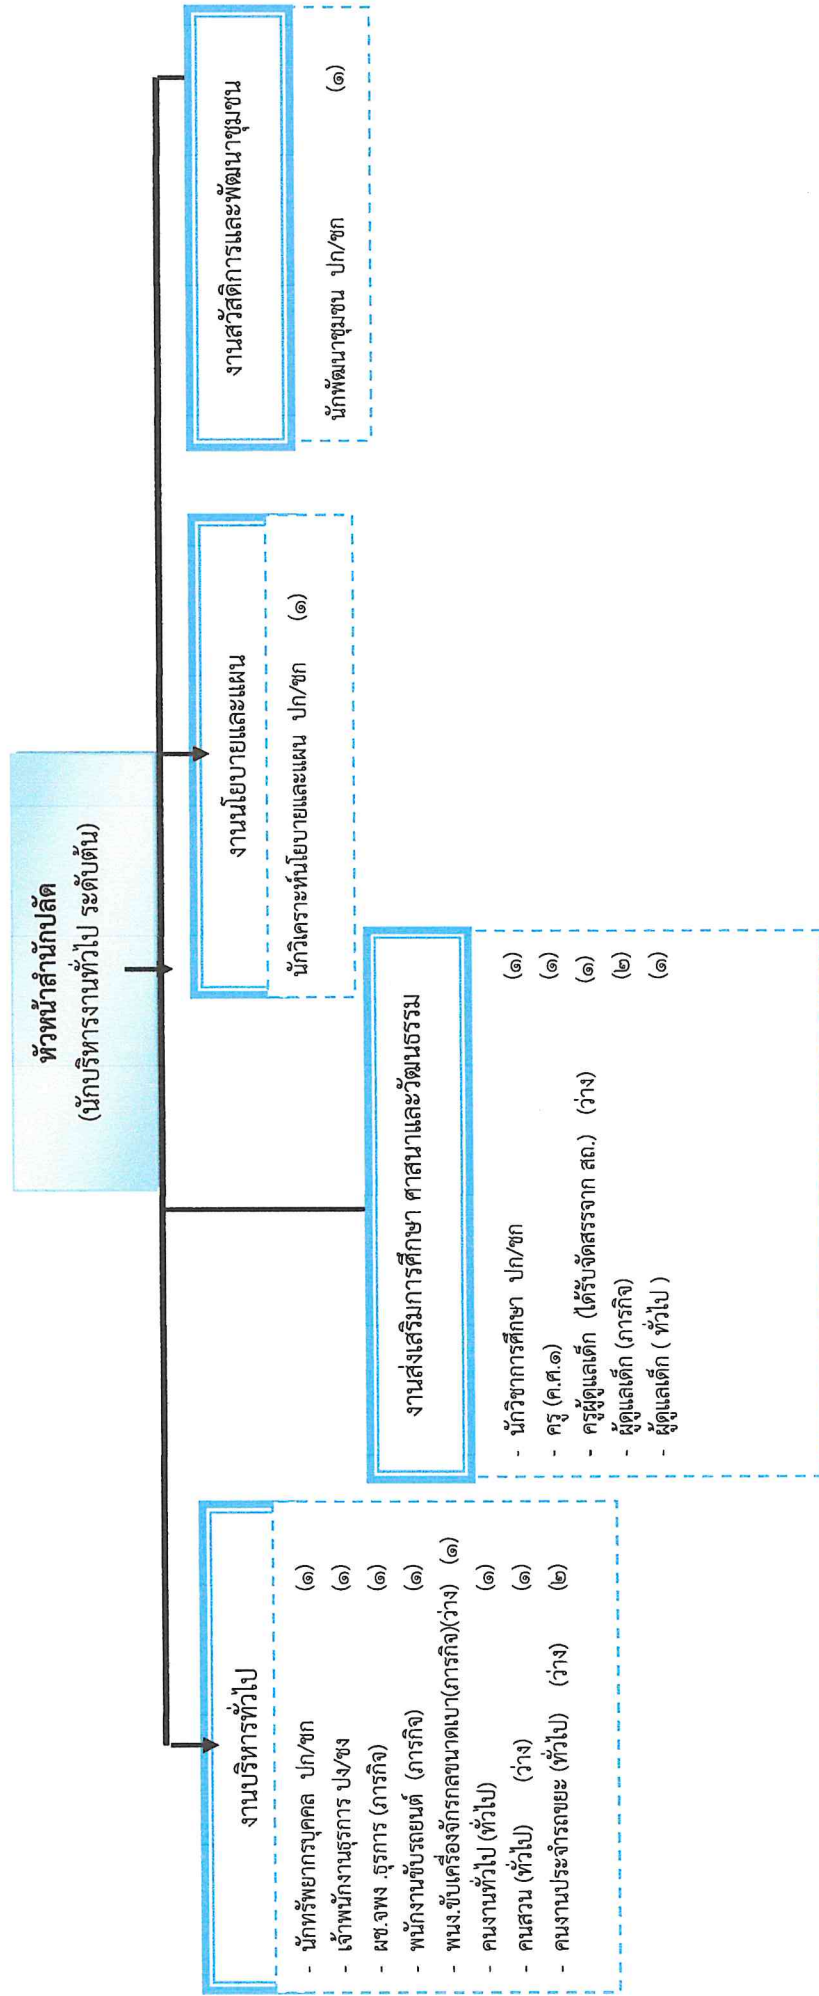 หัวหน้าสำนักปลัด
(นักบริหารงานทั่วไป ระดับต้น)
งานบริหารทั่วไป
- นักทรัพยากรบุคคล ปก/ชก (๑)
- เจ้าพนักงานธุรการ ปง/ชง (๑)
- ผช.จพง .ธุรการ (ภารกิจ) (๑)
- พนักงานขับรถยนต์ (ภารกิจ) (๑)
- พนง.ขับเครื่องจักรกลขนาดเบา(ภารกิจ)(ว่าง) (๑)
- คนงานทั่วไป (ทั่วไป) (๑)
- คนสวน (ทั่วไป) (ว่าง) (๑)
- คนงานประจำรถขยะ (ทั่วไป) (ว่าง) (๒)
งานส่งเสริมการศึกษา ศาสนาและวัฒนธรรม
- นักวิชาการศึกษา ปก/ชก (๑)
- ครู (ค.ศ.๑) (๑)
- ครูผู้ดูแลเด็ก (ได้รับจัดสรรจาก สถ.) (ว่าง) (๑)
- ผู้ดูแลเด็ก (ภารกิจ) (๒)
- ผู้ดูแลเด็ก ( ทั่วไป ) (๑)
งานนโยบายและแผน
นักวิเคราะห์นโยบายและแผน ปก/ชก (๑)
งานสวัสดิการและพัฒนาชุมชน
นักพัฒนาชุมชน ปก/ชก (๑)